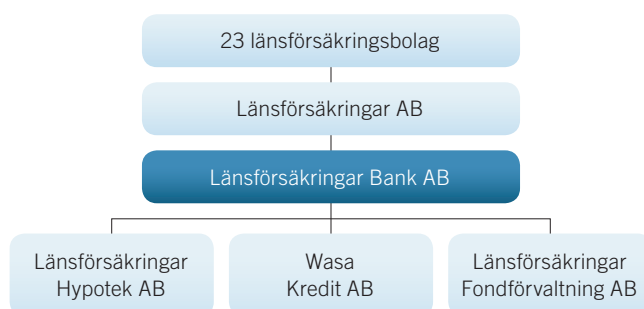 23 länsförsäkringsbolag
Länsförsäkringar AB
Länsförsäkringar Bank AB
Länsförsäkringar
Hypotek AB
Wasa
Kredit AB
Länsförsäkringar
Fondförvaltning AB